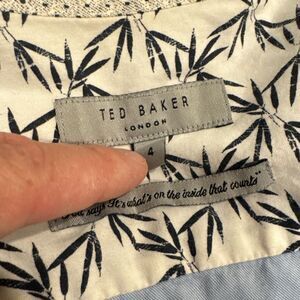 TED BAKER
LONDON
4
says "It's what's on the inside that counts"